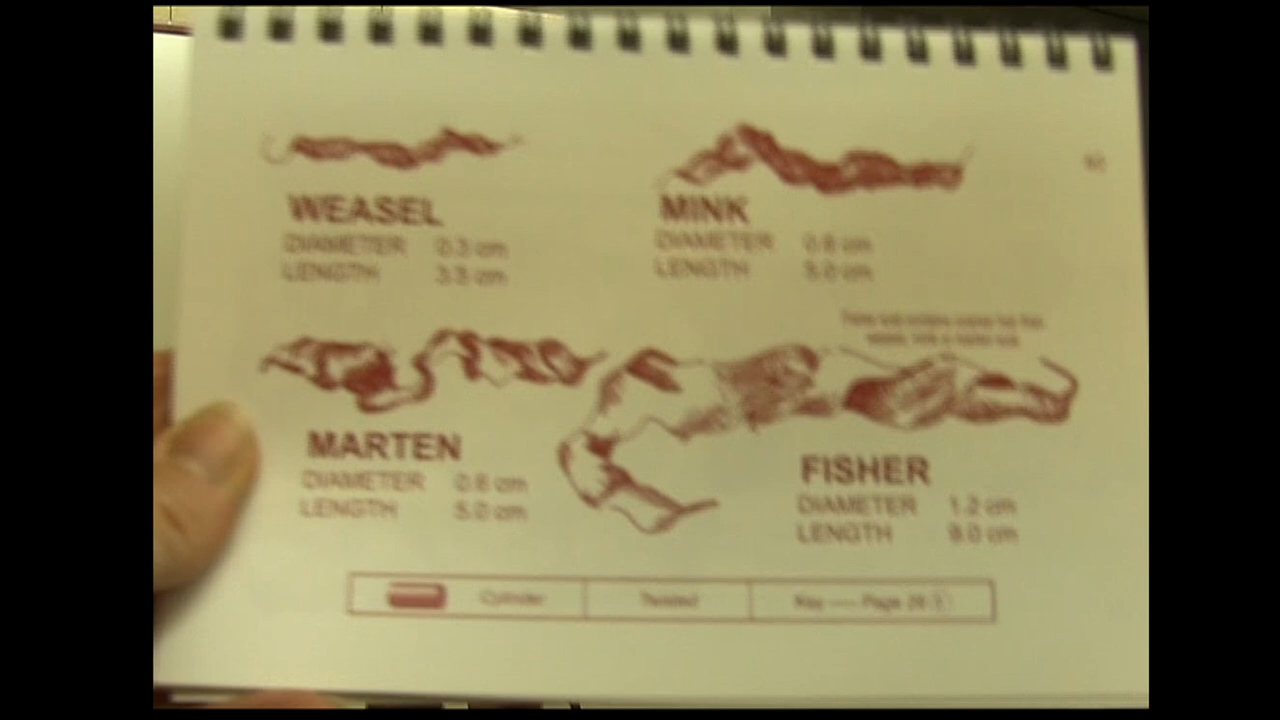 WEASEL
DIAMETER 0.3 cm
LENGTH 3.5 cm
MINK
DIAMETER 0.8 cm
LENGTH 5.0 cm
MARTEN
DIAMETER 0.8 cm
LENGTH 5.0 cm
FISHER
DIAMETER 1.2 cm
LENGTH 9.0 cm
Cylinder Twisted Key — Page